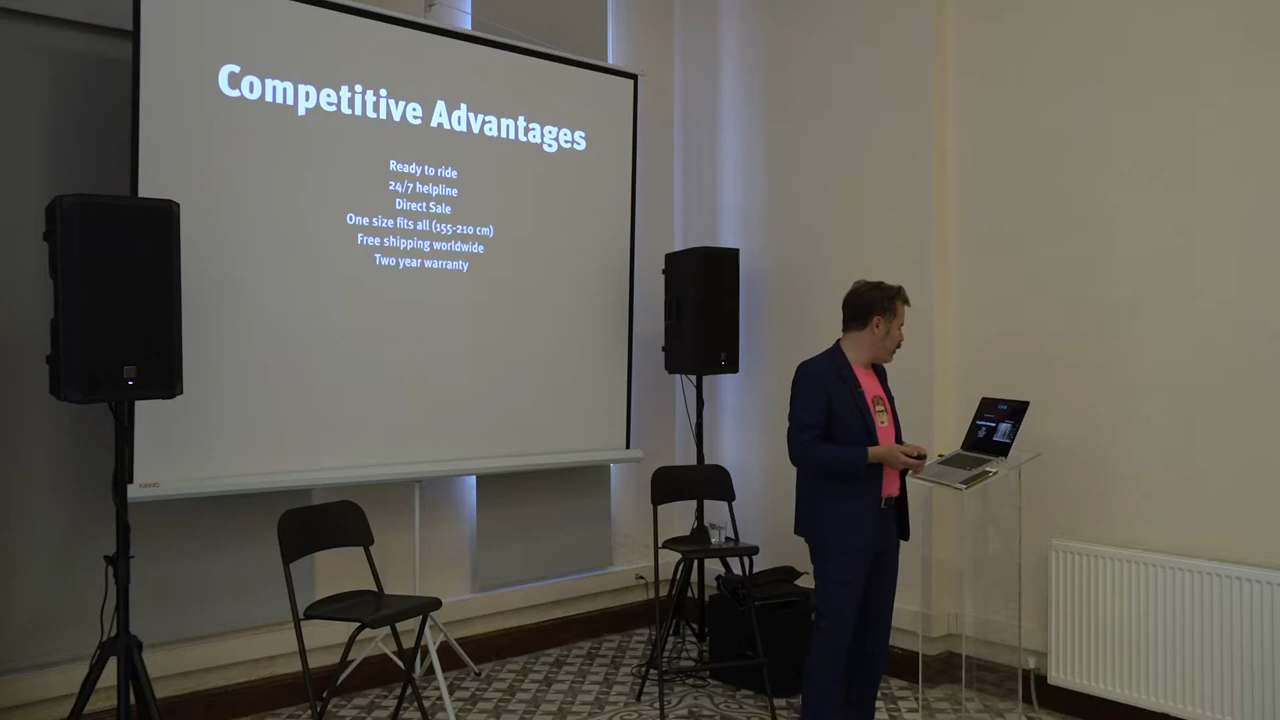 Competitive Advantages
Ready to ride
24/7 helpline
Direct Sale
One size fits all (155-210 cm)
Free shipping worldwide
Two year warranty